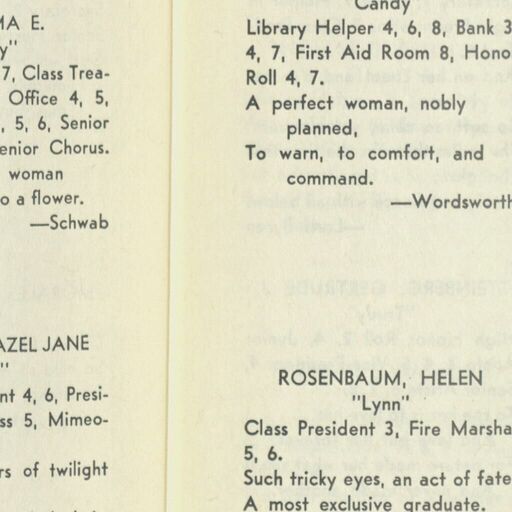 MA E.
y"
7, Class Trea-
Office 4, 5,
, 5, 6, Senior
enior Chorus.
woman
o a flower.
—Schwab
AZEL JANE
"
nt 4, 6, Presi-
ss 5, Mimeo-
rs of twilight
Candy
Library Helper 4, 6, 8, Bank 3
4, 7, First Aid Room 8, Hono
Roll 4, 7.
A perfect woman, nobly
planned,
To warn, to comfort, and
command.
—Wordsworth
ROSENBAUM, HELEN
"Lynn"
Class President 3, Fire Marsha
5, 6.
Such tricky eyes, an act of fate
A most exclusive graduate.